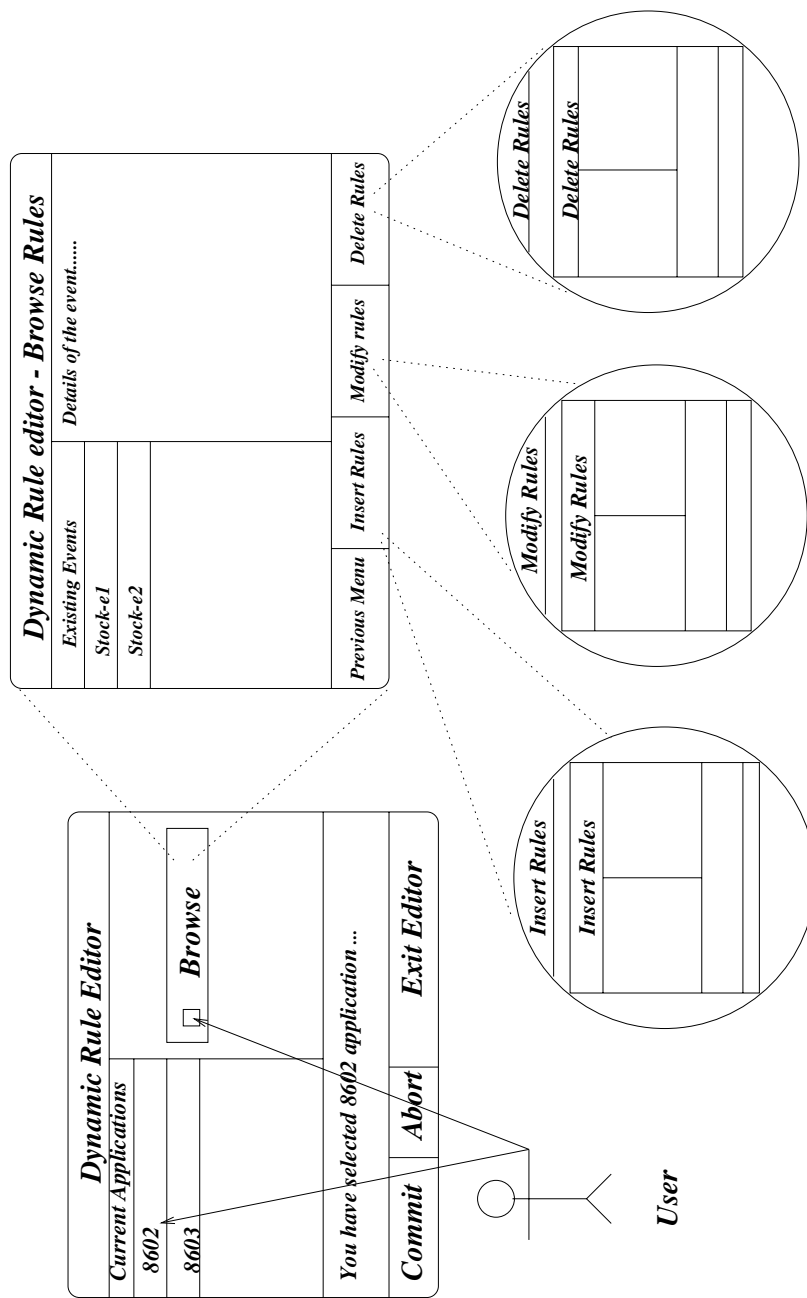 Dynamic Rule Editor
Current Applications
8602
8603
Browse
You have selected 8602 application ...
Commit
Abort
Exit Editor
User
Dynamic Rule editor - Browse Rules
Existing Events
Stock-e1
Stock-e2
Details of the event......
Previous Menu
Insert Rules
Modify rules
Delete Rules
Insert Rules
Insert Rules
Modify Rules
Modify Rules
Delete Rules
Delete Rules